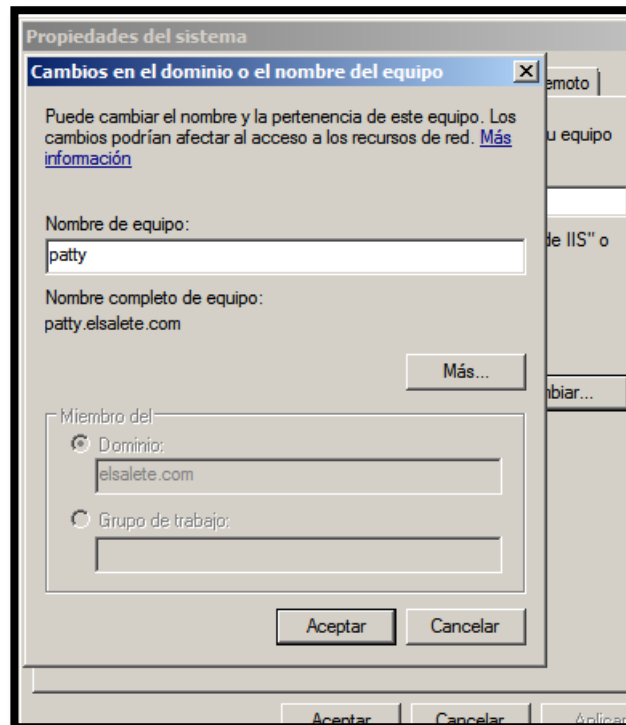 Propiedades del sistema
Cambios en el dominio o el nombre del equipo
emoto
Puede cambiar el nombre y la pertenencia de este equipo. Los
cambios podrían afectar al acceso a los recursos de red. Más
información
u equipo
Nombre de equipo:
patty
de IIS" o
Nombre completo de equipo:
patty.elsalete.com
Más...
nbiar...
Miembro del
Dominio:
elsalete.com
Grupo de trabajo:
Aceptar Cancelar
Aceptar Cancelar Aplicar